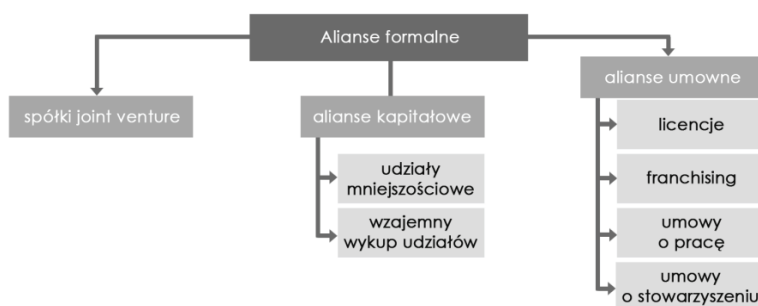 Alianse formalne
spółki joint venture
alianse kapitałowe
udziały
mniejszościowe
wzajemny
wykup udziałów
alianse umowne
licencje
franchising
umowy
o pracę
umowy
o stowarzyszeniu